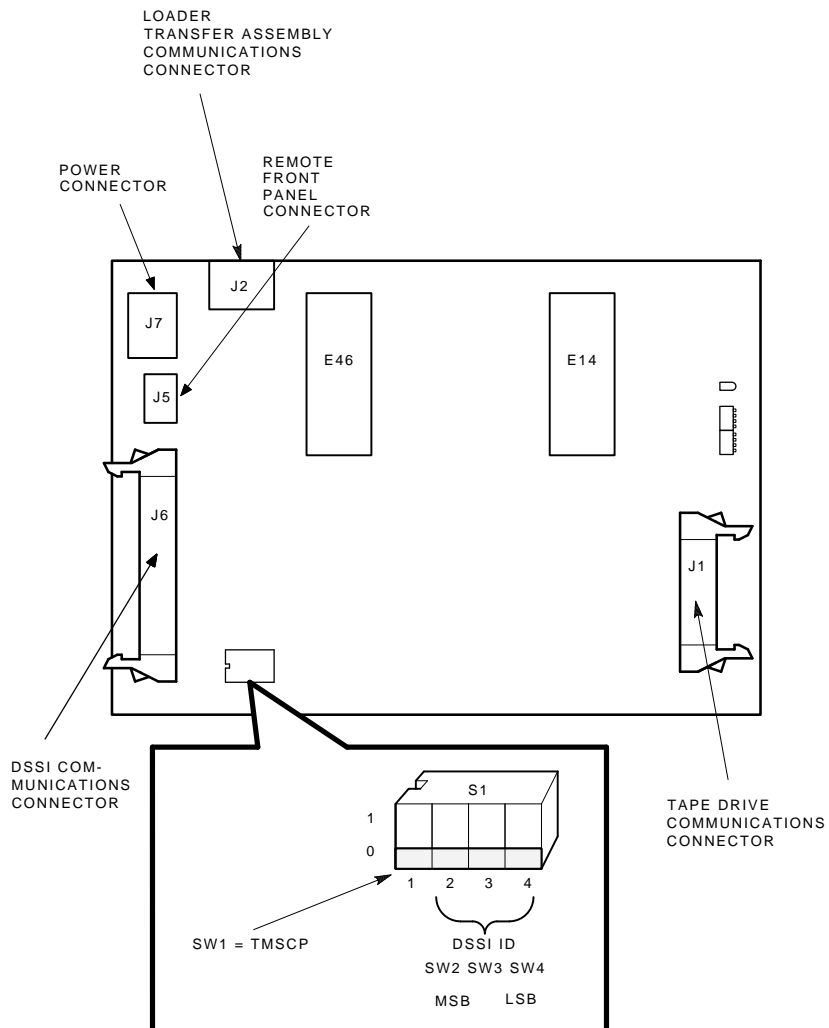 LOADER
TRANSFER ASSEMBLY
COMMUNICATIONS
CONNECTOR
POWER
CONNECTOR
REMOTE
FRONT
PANEL
CONNECTOR
J2
J7
E46
E14
J5
J6
J1
DSSI COM-
MUNICATIONS
CONNECTOR
TAPE DRIVE
COMMUNICATIONS
CONNECTOR
S1
1
0
1 2 3 4
SW1 = TMSCP
DSSI ID
SW2 SW3 SW4
MSB LSB